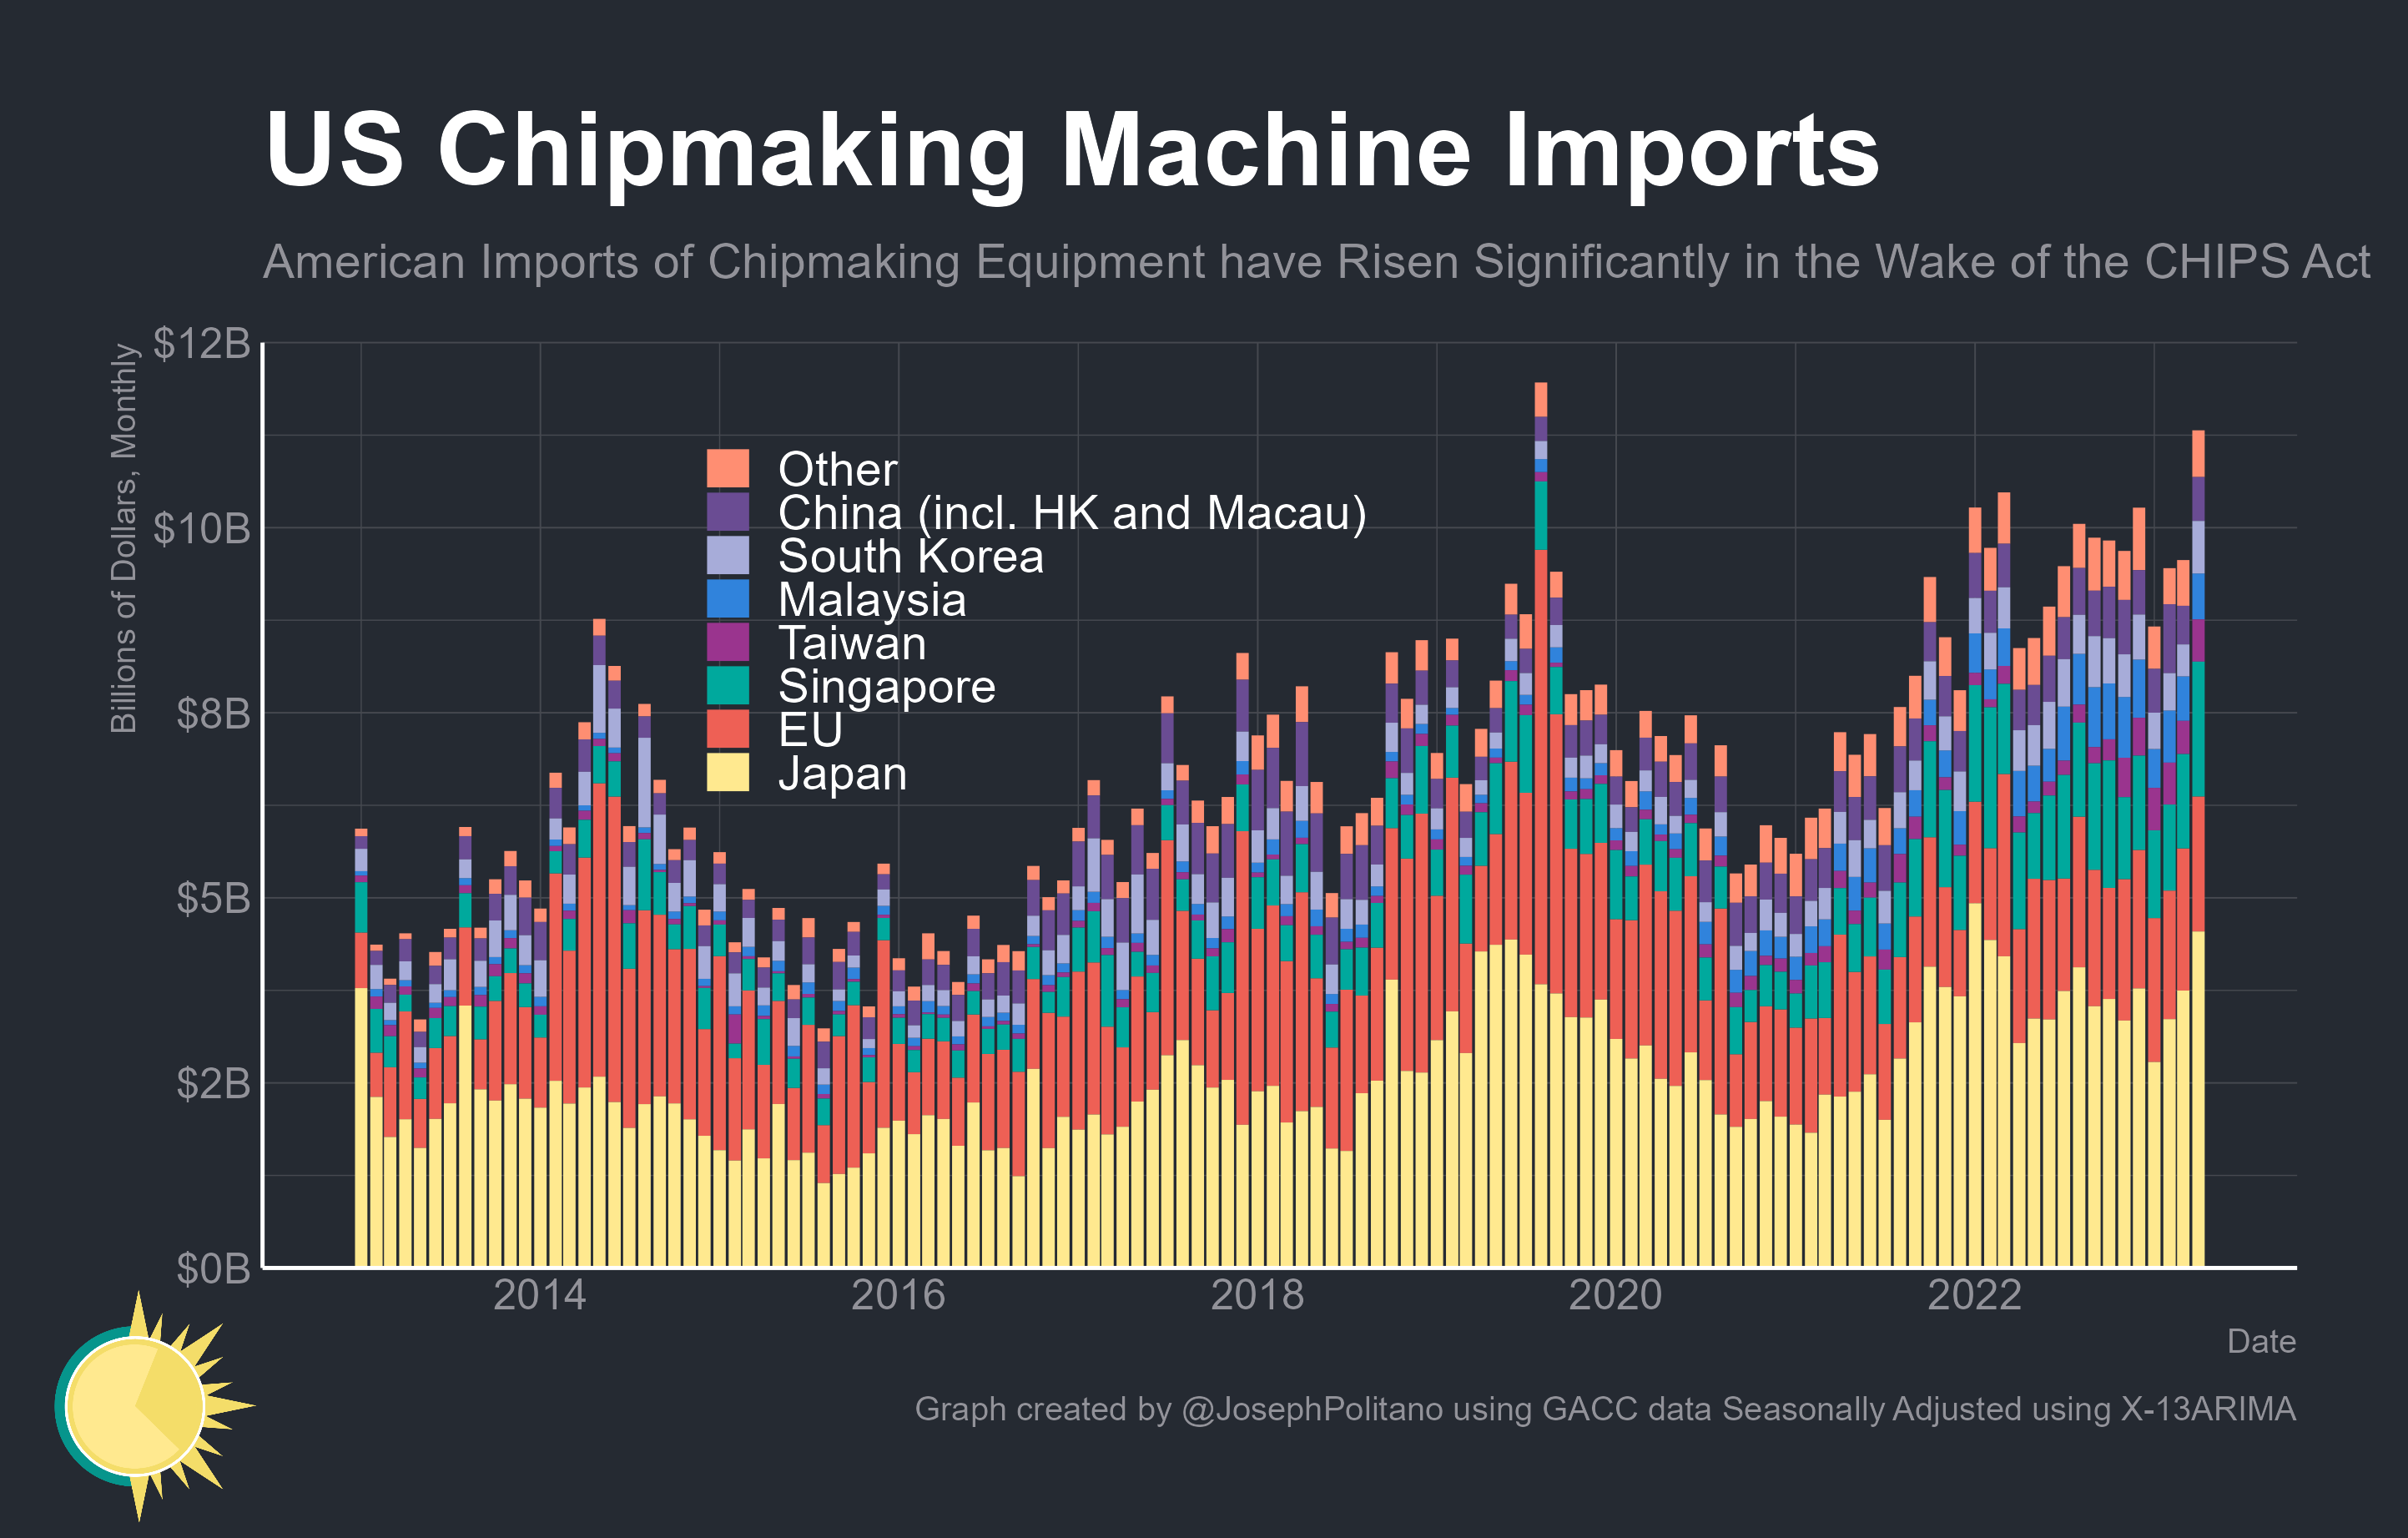 US Chipmaking Machine Imports
American Imports of Chipmaking Equipment have Risen Significantly in the Wake of the CHIPS Act
Billions of Dollars, Monthly
$12B
$10B
$8B
$5B
$2B
$0B
Other
China (incl. HK and Macau)
South Korea
Malaysia
Taiwan
Singapore
EU
Japan
2014 2016 2018 2020 2022
Date
Graph created by @JosephPolitano using GACC data Seasonally Adjusted using X-13ARIMA